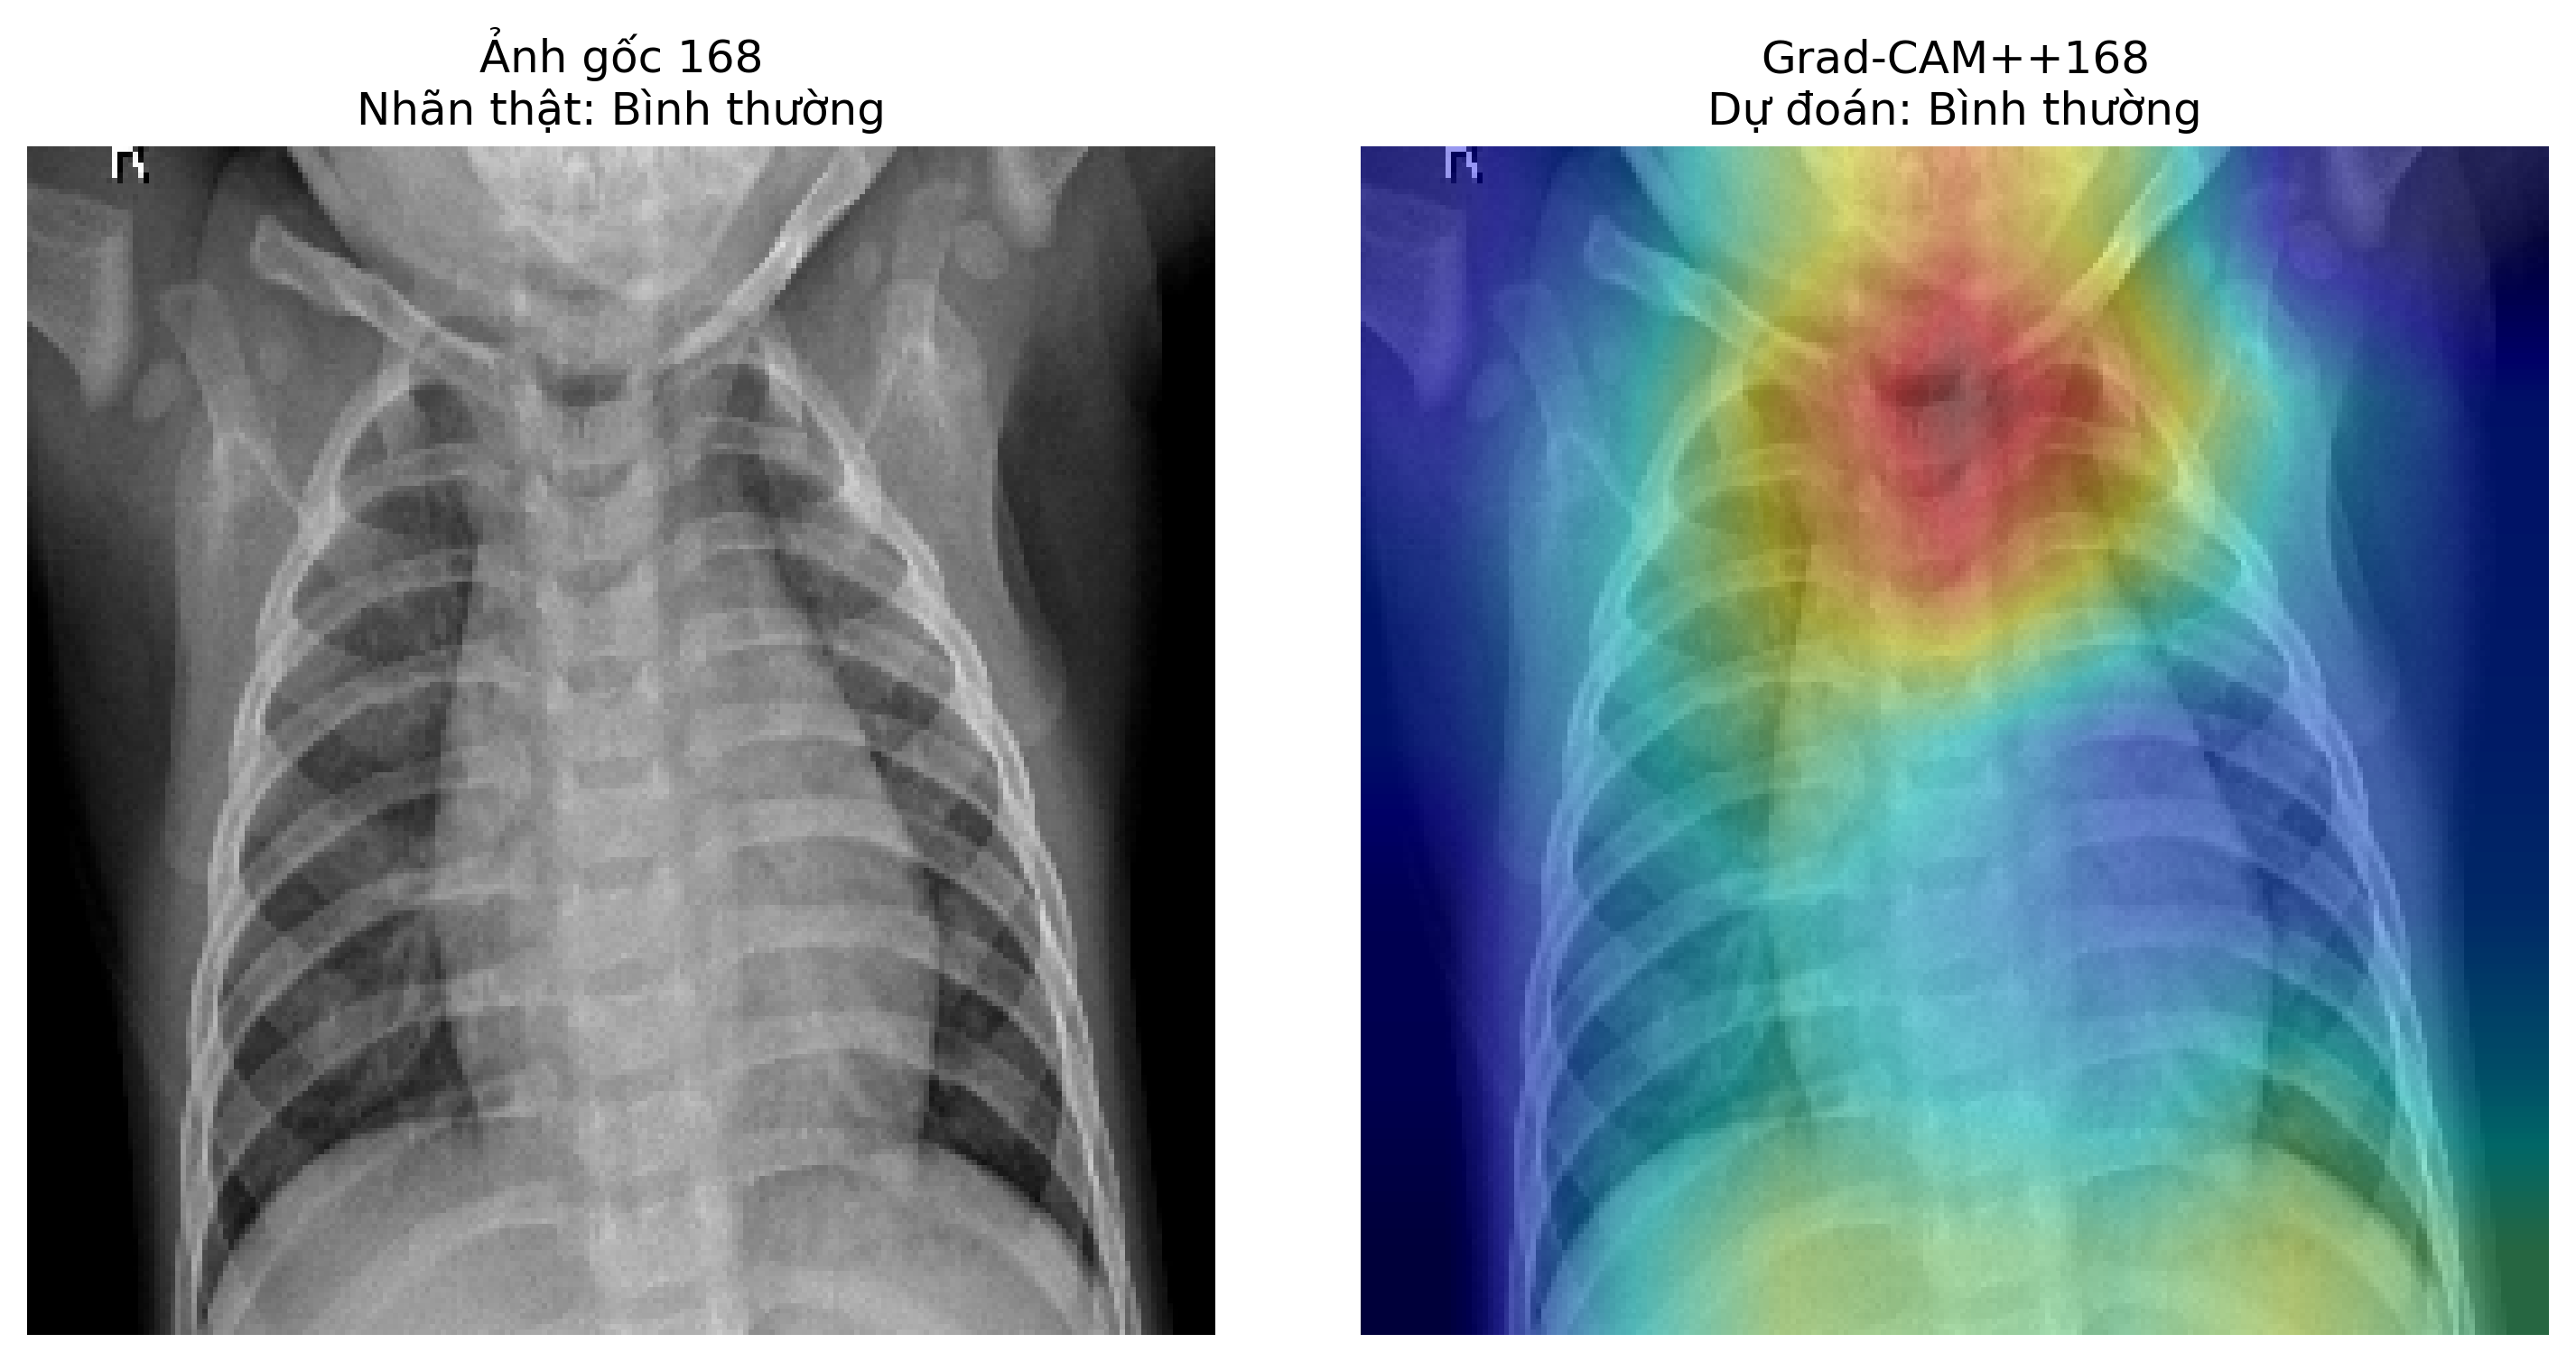 Ảnh gốc 168
Nhãn thật: Bình thường
Grad-CAM++168
Dự đoán: Bình thường
R
R